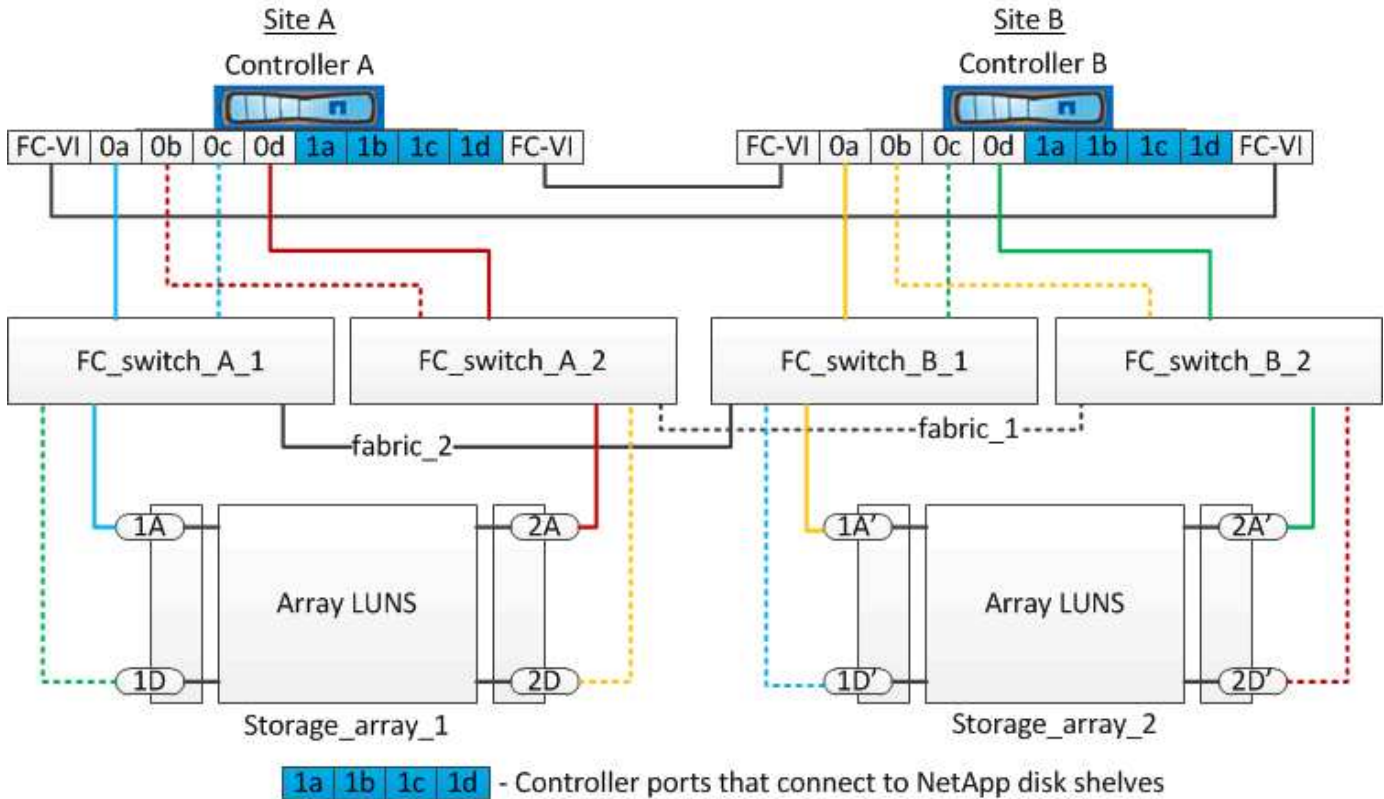 Site A Site B
Controller A Controller B
FC-VI 0a 0b 0c 0d 1a 1b 1c 1d FC-VI FC-VI 0a 0b 0c 0d 1a 1b 1c 1d FC-VI
FC_switch_A_1 FC_switch_A_2 FC_switch_B_1 FC_switch_B_2
fabric_2 fabric_1
1A 2A 1A’ 2A’
Array LUNS Array LUNS
1D 2D 1D’ 2D’
Storage_array_1 Storage_array_2
1a 1b 1c 1d - Controller ports that connect to NetApp disk shelves